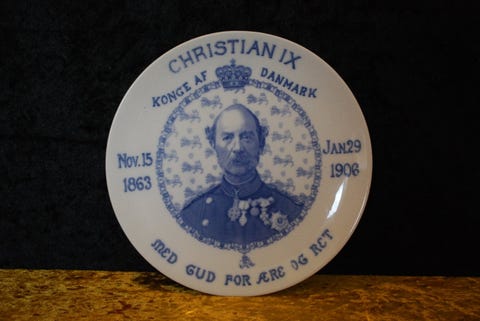 CHRISTIAN IX
KONGE AF DANMARK
Nov. 15
1863
JAN. 29
1906
MED GUD FOR ÆRE OG RET